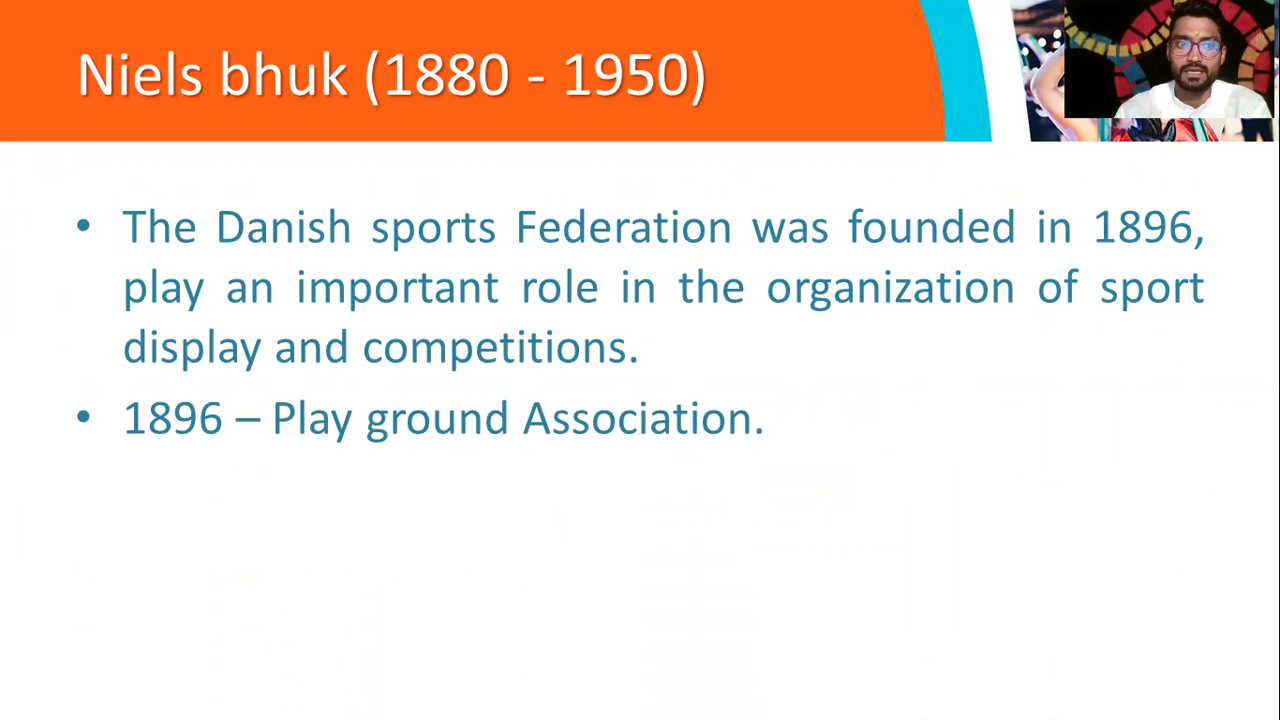 Niels bhuk (1880 - 1950)
• The Danish sports Federation was founded in 1896,
play an important role in the organization of sport
display and competitions.
• 1896 – Play ground Association.